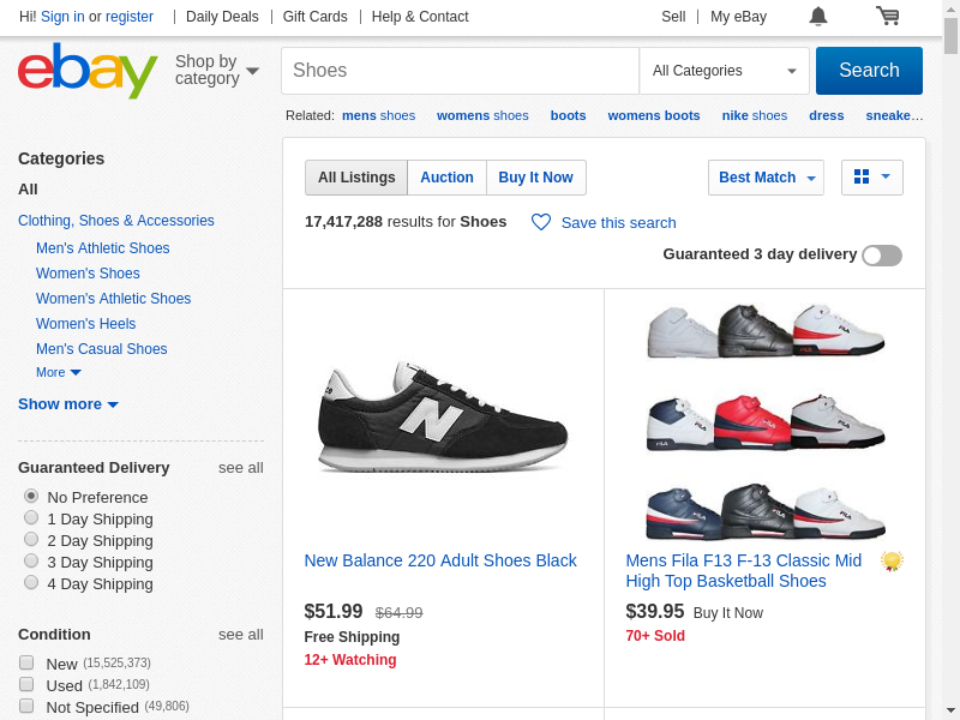 Hi! Sign in or register
Daily Deals
Gift Cards
Help & Contact
Sell
My eBay
ebay
Shop by
category
Shoes
All Categories
Search
Related: mens shoes womens shoes boots womens boots nike shoes dress sneake...
Categories
All
Clothing, Shoes & Accessories
Men's Athletic Shoes
Women's Shoes
Women's Athletic Shoes
Women's Heels
Men's Casual Shoes
More
Show more
Guaranteed Delivery see all
No Preference
1 Day Shipping
2 Day Shipping
3 Day Shipping
4 Day Shipping
Condition see all
New (15,525,373)
Used (1,842,109)
Not Specified (49,806)
All Listings
Auction
Buy It Now
Best Match
17,417,288 results for Shoes
Save this search
Guaranteed 3 day delivery
N
New Balance 220 Adult Shoes Black
$51.99 $64.99
Free Shipping
12+ Watching
FILA
Mens Fila F13 F-13 Classic Mid
High Top Basketball Shoes
$39.95 Buy It Now
70+ Sold